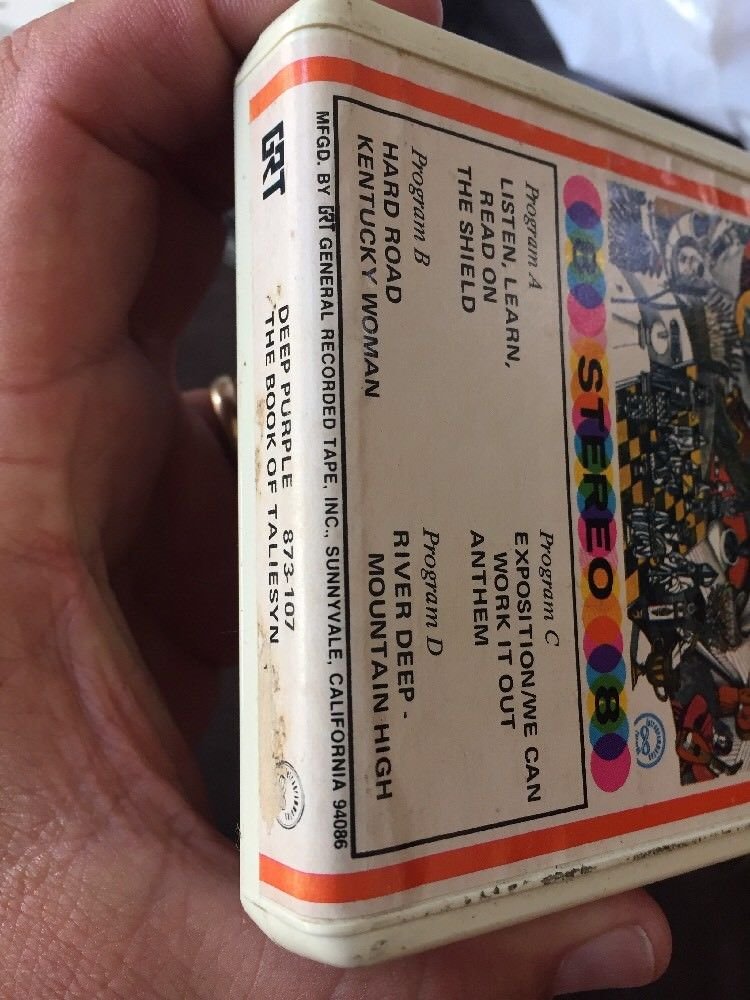 STEREO 8
Program A
LISTEN, LEARN,
READ ON
THE SHIELD
Program B
HARD ROAD
KENTUCKY WOMAN
Program C
EXPOSITION/WE CAN
WORK IT OUT
ANTHEM
Program D
RIVER DEEP -
MOUNTAIN HIGH
MFGD. BY GRT GENERAL RECORDED TAPE, INC., SUNNYVALE, CALIFORNIA 94086
GRT
DEEP PURPLE 873-107
THE BOOK OF TALIESYN